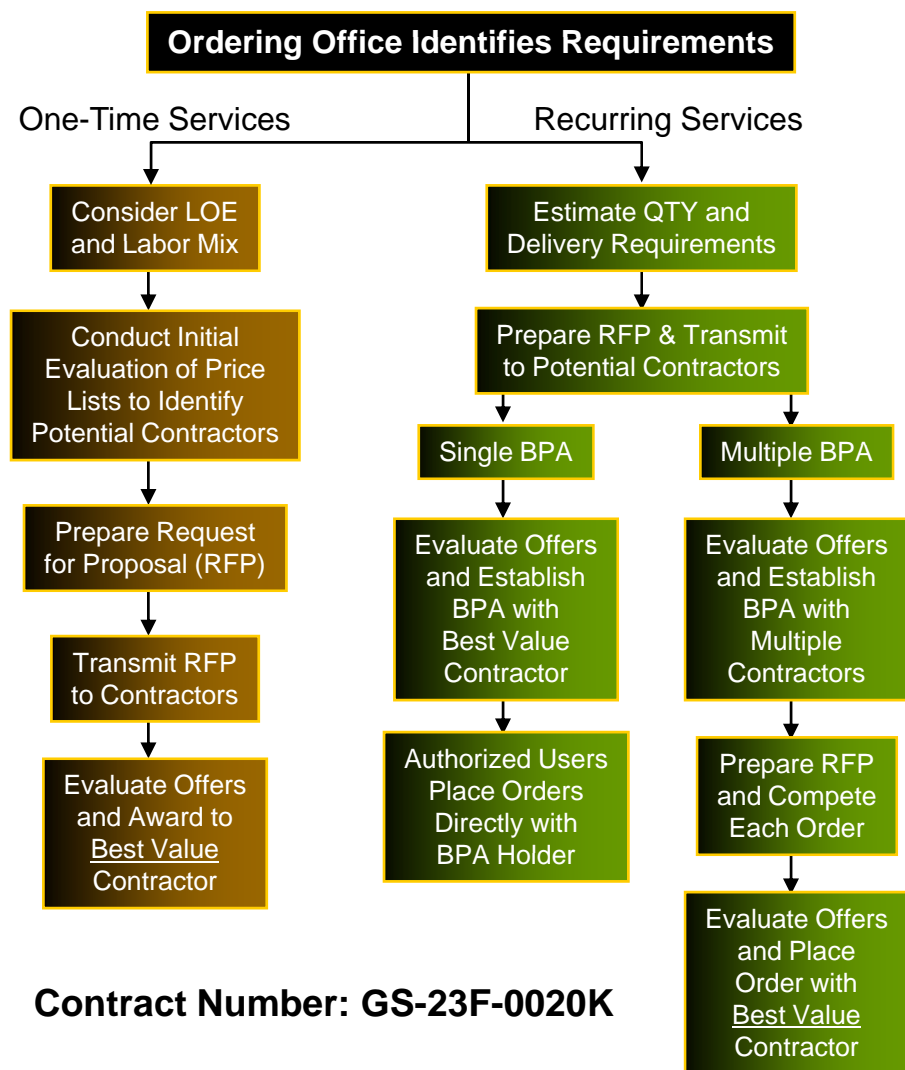 Ordering Office Identifies Requirements
One-Time Services
Consider LOE
and Labor Mix
Conduct Initial
Evaluation of Price
Lists to Identify
Potential Contractors
Prepare Request
for Proposal (RFP)
Transmit RFP
to Contractors
Evaluate Offers
and Award to
Best Value
Contractor
Recurring Services
Estimate QTY and
Delivery Requirements
Prepare RFP & Transmit
to Potential Contractors
Single BPA
Evaluate Offers
and Establish
BPA with
Best Value
Contractor
Authorized Users
Place Orders
Directly with
BPA Holder
Multiple BPA
Evaluate Offers
and Establish
BPA with
Multiple
Contractors
Prepare RFP
and Compete
Each Order
Evaluate Offers
and Place
Order with
Best Value
Contractor
Contract Number: GS-23F-0020K